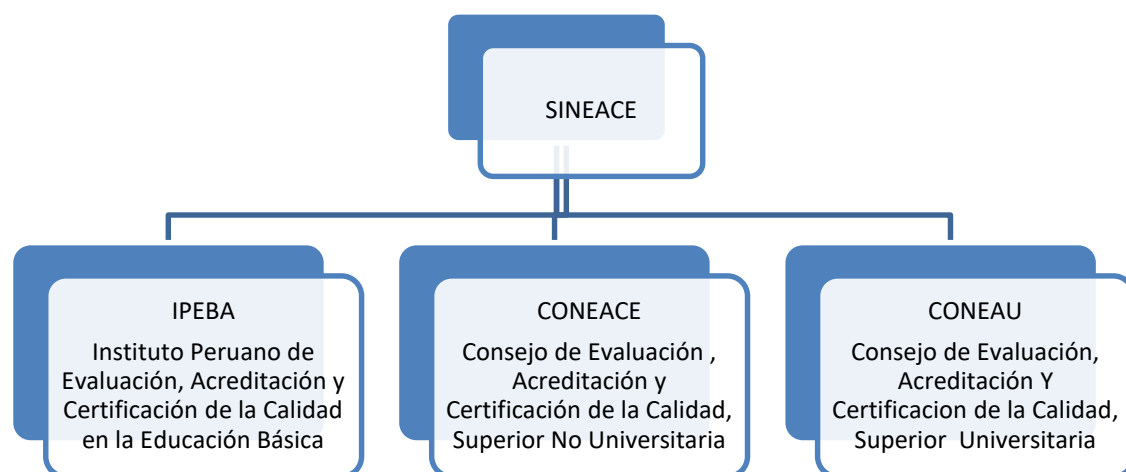 SINEACE
IPEBA
Instituto Peruano de
Evaluación, Acreditación y
Certificación de la Calidad
en la Educación Básica
CONEACE
Consejo de Evaluación ,
Acreditación y
Certificación de la Calidad,
Superior No Universitaria
CONEAU
Consejo de Evaluación,
Acreditación Y
Certificacion de la Calidad,
Superior  Universitaria